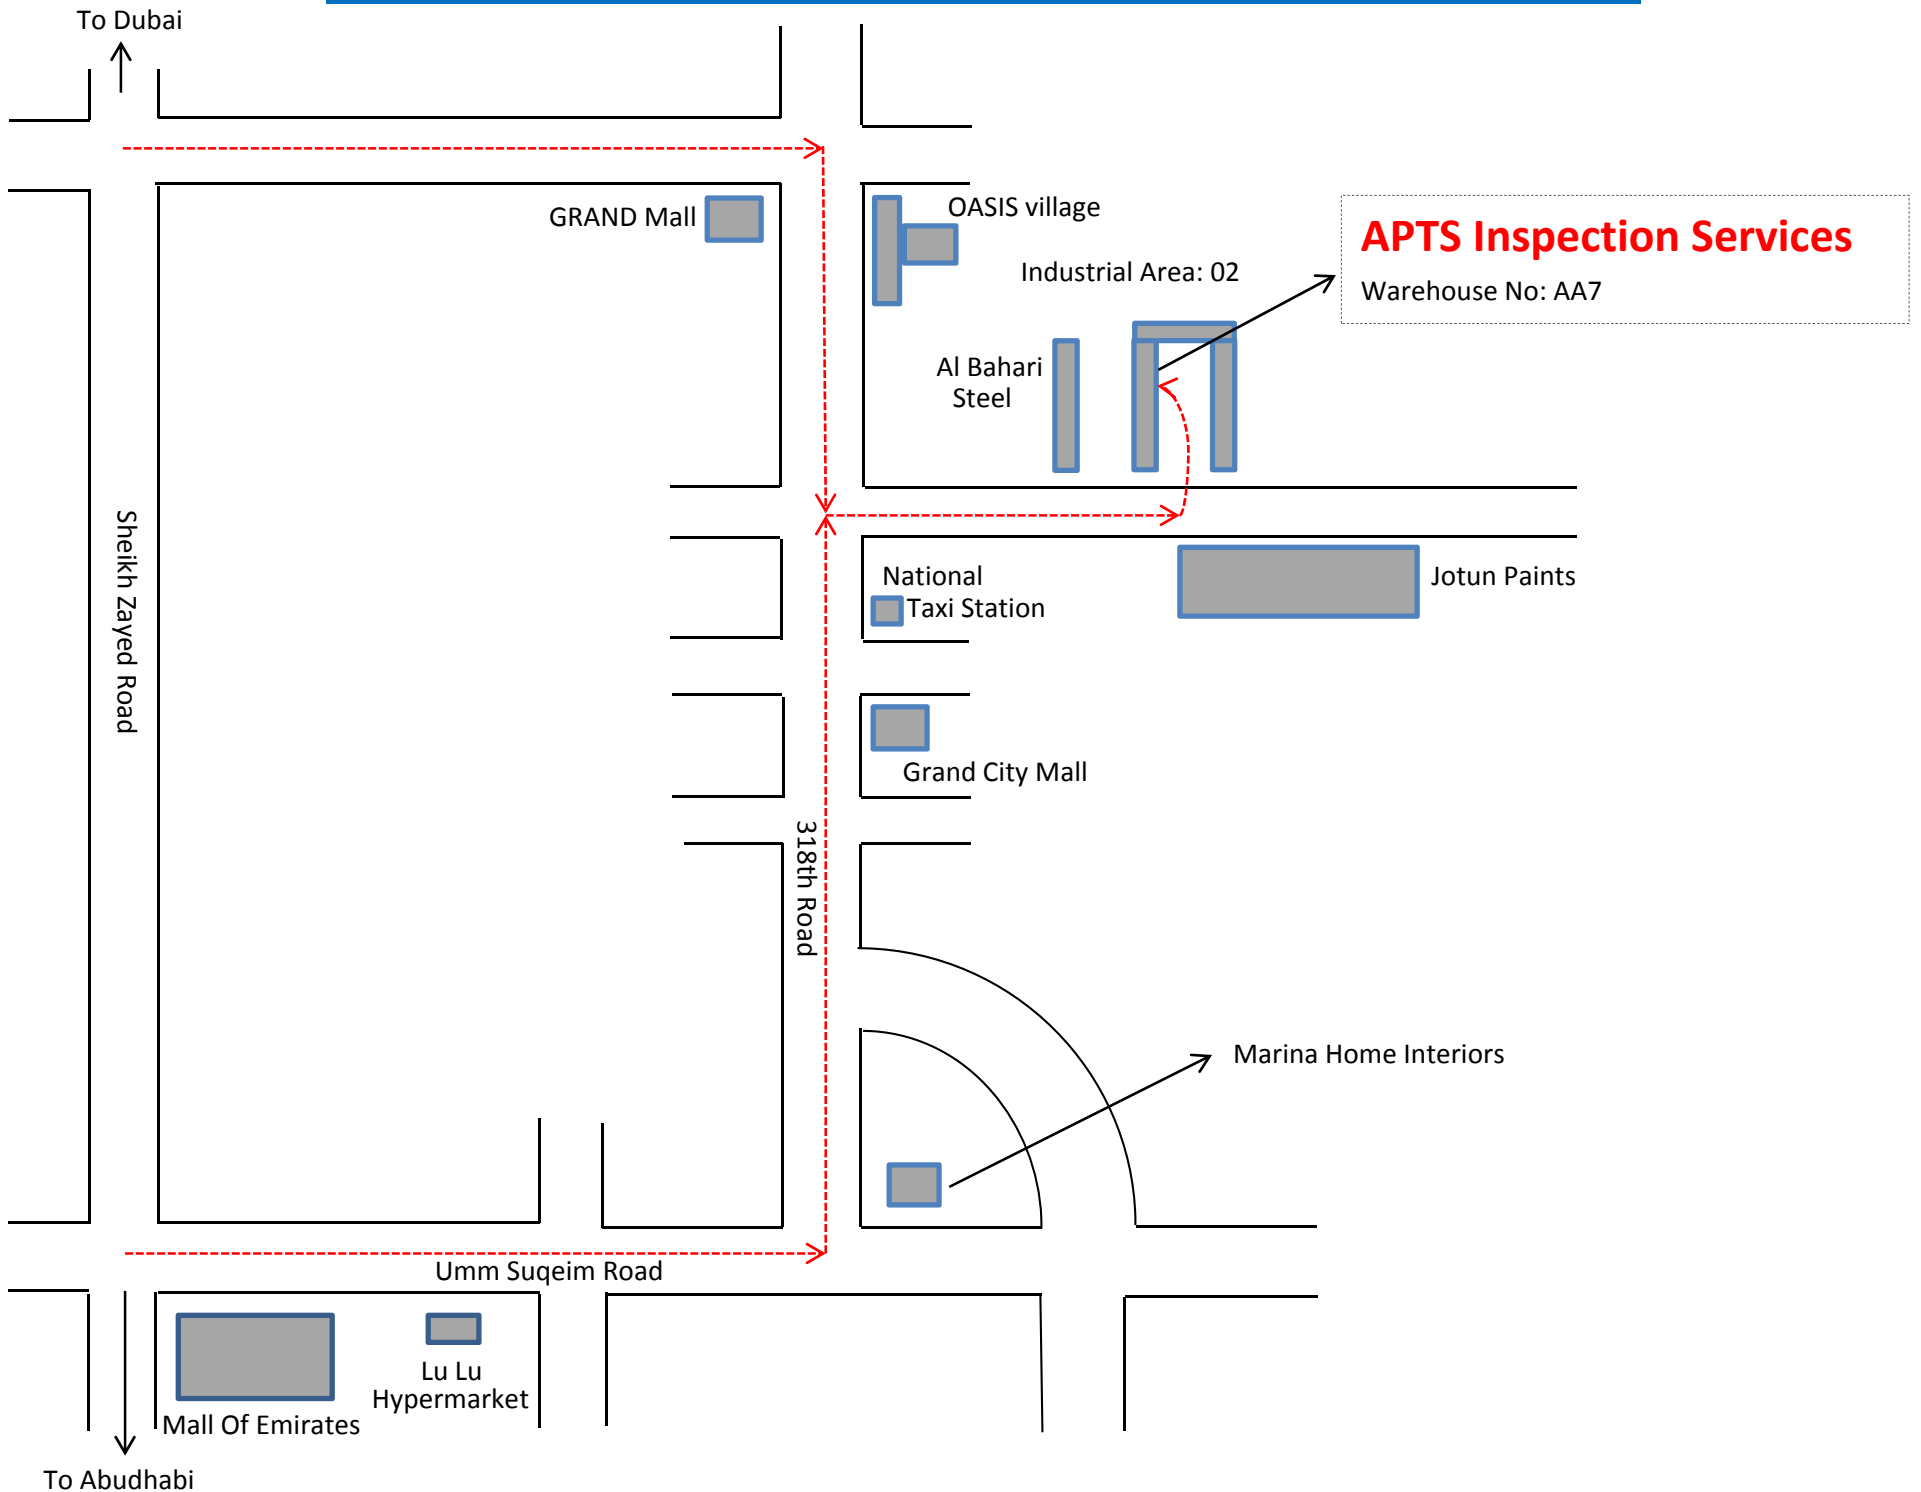 To Dubai
GRAND Mall
OASIS village
APTS Inspection Services
Industrial Area: 02
Warehouse No: AA7
Al Bahari
Steel
Sheikh Zayed Road
National
Taxi Station
Jotun Paints
Grand City Mall
318th Road
Marina Home Interiors
Umm Suqeim Road
Lu Lu
Hypermarket
Mall Of Emirates
To Abudhabi